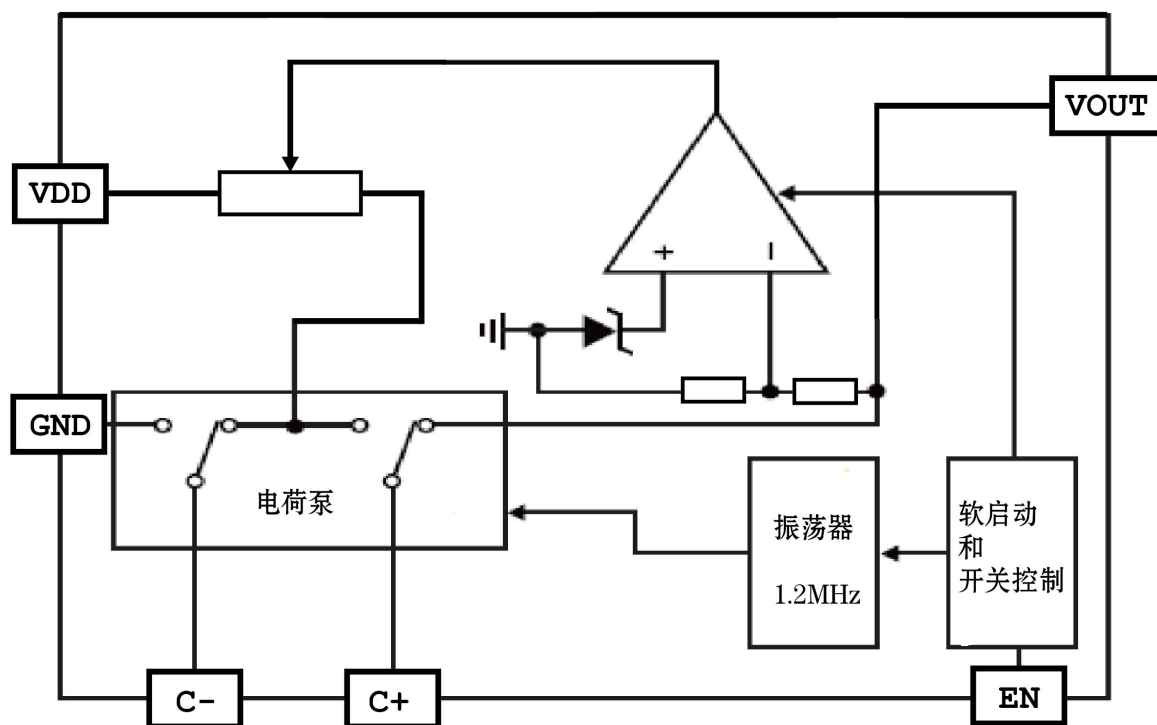 VOUT
VDD
+
−
GND
电荷泵
振荡器
1.2MHz
软启动
和
开关控制
C-
C+
EN